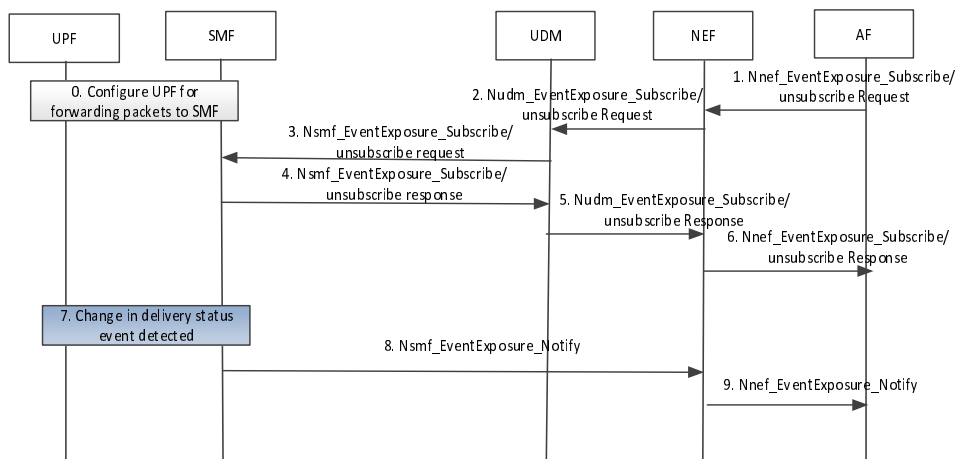 UPF
SMF
UDM
NEF
AF
0. Configure UPF for
forwarding packets to SMF
1. Nnef_EventExposure_Subscribe/
unsubscribe Request
2. Nudm_EventExposure_Subscribe/
unsubscribe Request
3. Nsmf_EventExposure_Subscribe/
unsubscribe request
4. Nsmf_EventExposure_Subscribe/
unsubscribe response
5. Nudm_EventExposure_Subscribe/
unsubscribe Response
6. Nnef_EventExposure_Subscribe/
unsubscribe Response
7. Change in delivery status
event detected
8. Nsmf_EventExposure_Notify
9. Nnef_EventExposure_Notify